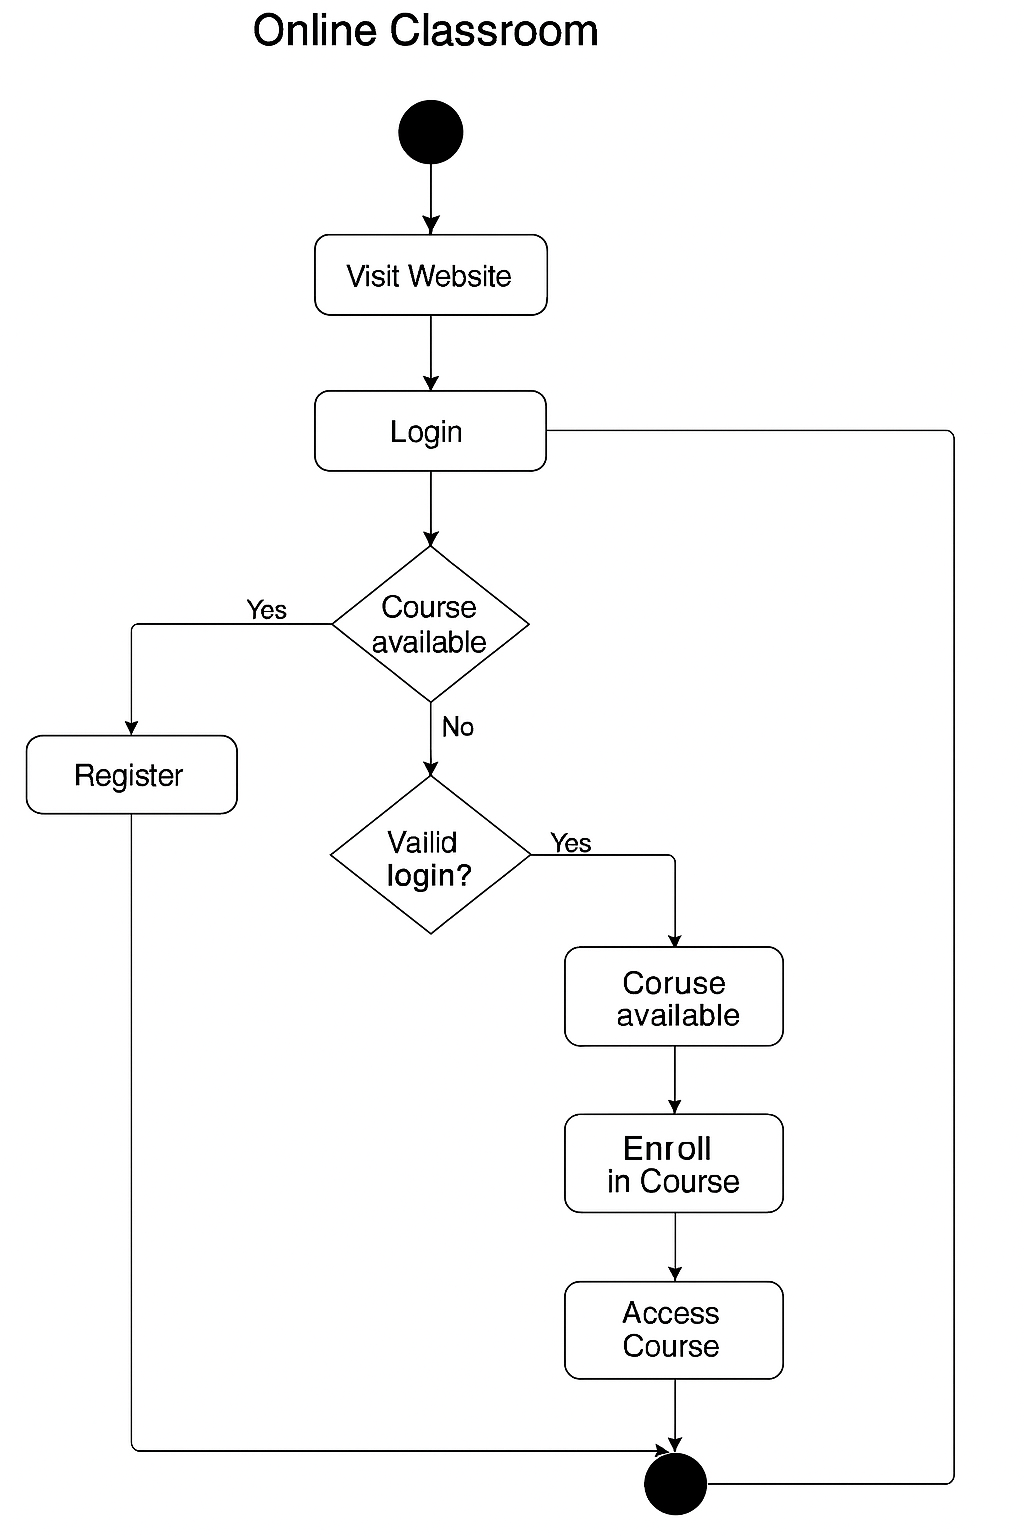 Online Classroom
Visit Website
Login
Yes
Course
available
No
Register
Vailid
login?
Yes
Coruse
available
Enroll
in Course
Access
Course